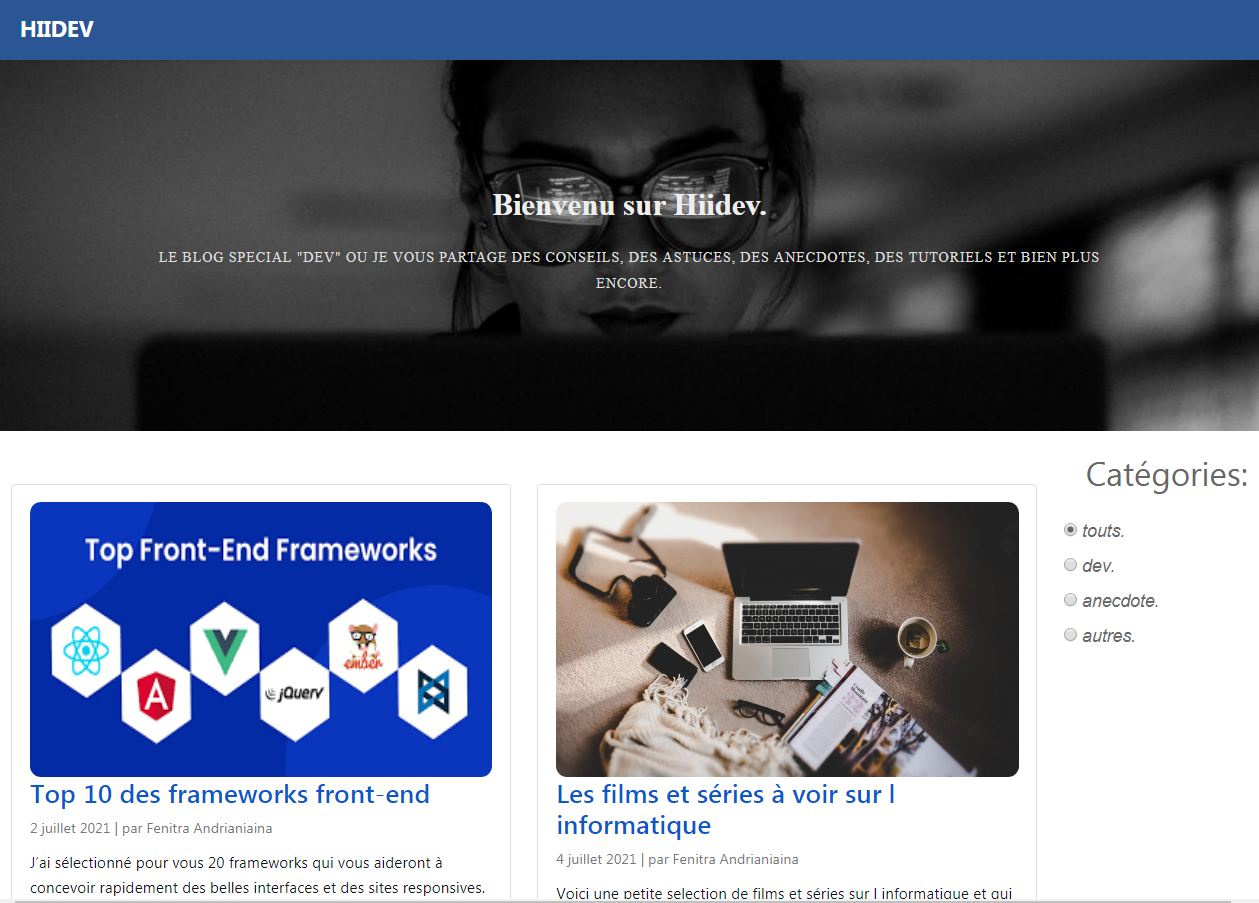 HIIDEV
Bienvenu sur Hiidev.
LE BLOG SPECIAL "DEV" OU JE VOUS PARTAGE DES CONSEILS, DES ASTUCES, DES ANECDOTES, DES TUTORIELS ET BIEN PLUS
ENCORE.
Catégories:
touts.
dev.
anecdote.
autres.
Top Front-End Frameworks
ember
jQuery
Top 10 des frameworks front-end
2 juillet 2021 | par Fenitra Andrianiaina
J'ai sélectionné pour vous 20 frameworks qui vous aideront à
concevoir rapidement des belles interfaces et des sites responsives.
Les films et séries à voir sur l
informatique
4 juillet 2021 | par Fenitra Andrianiaina
Voici une petite selection de films et séries sur l informatique et qui